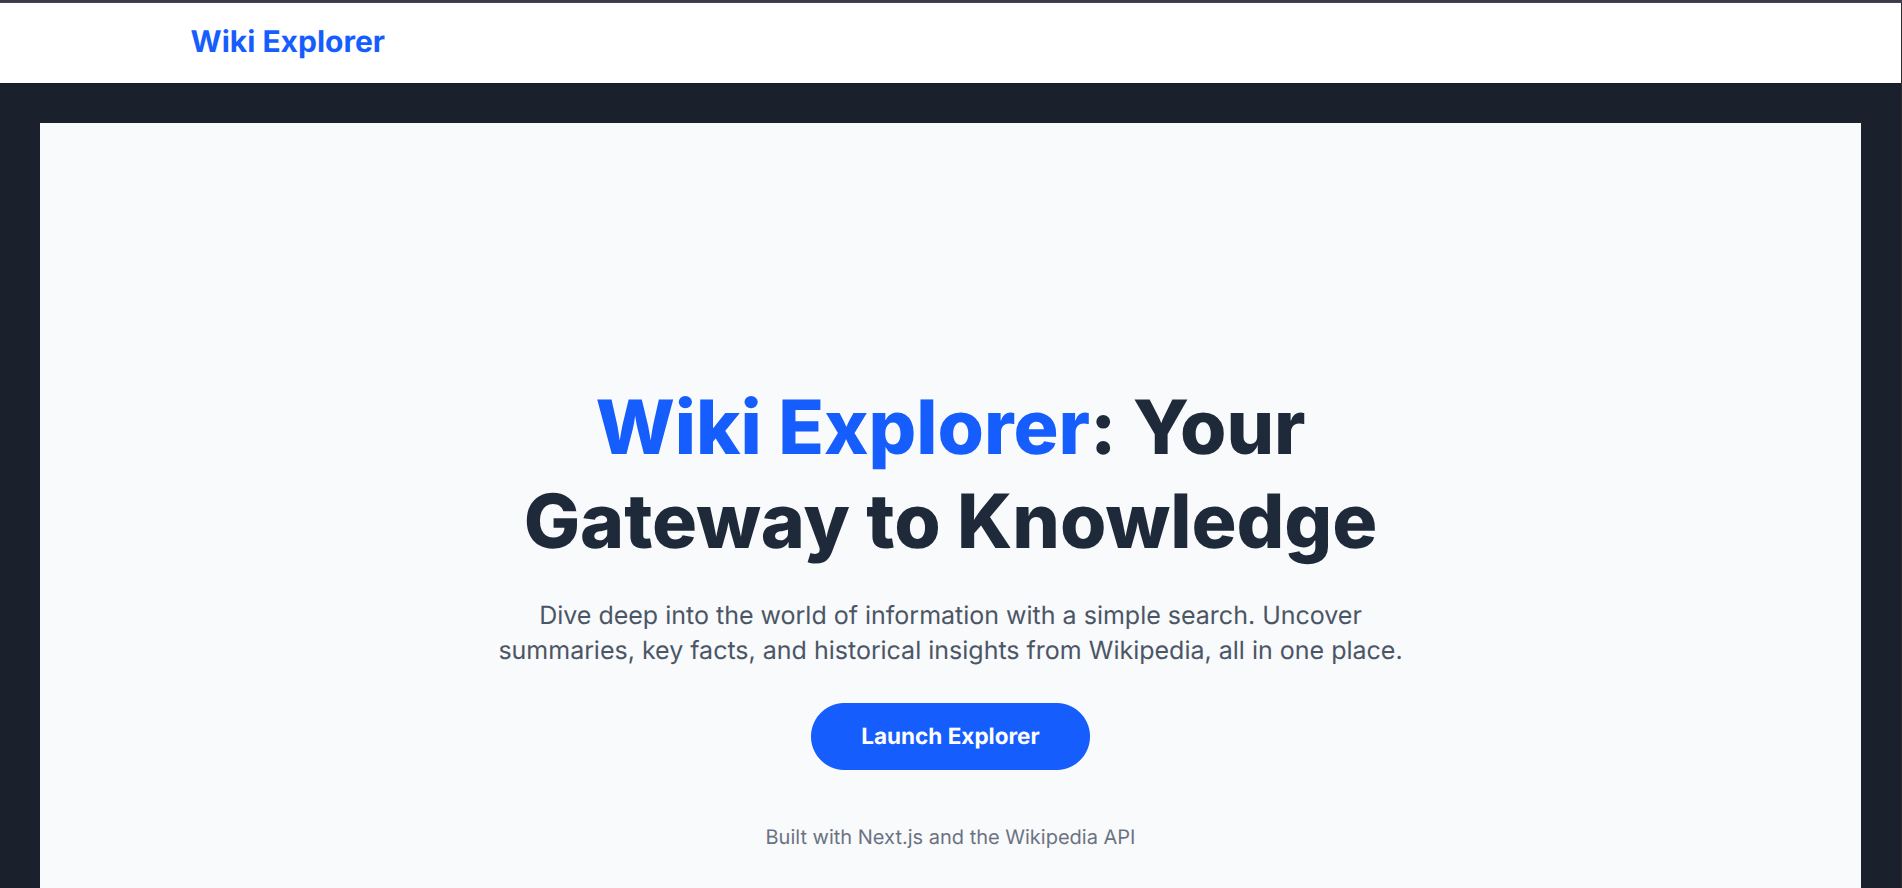 Wiki Explorer
Wiki Explorer: Your
Gateway to Knowledge
Dive deep into the world of information with a simple search. Uncover
summaries, key facts, and historical insights from Wikipedia, all in one place.
Launch Explorer
Built with Next.js and the Wikipedia API